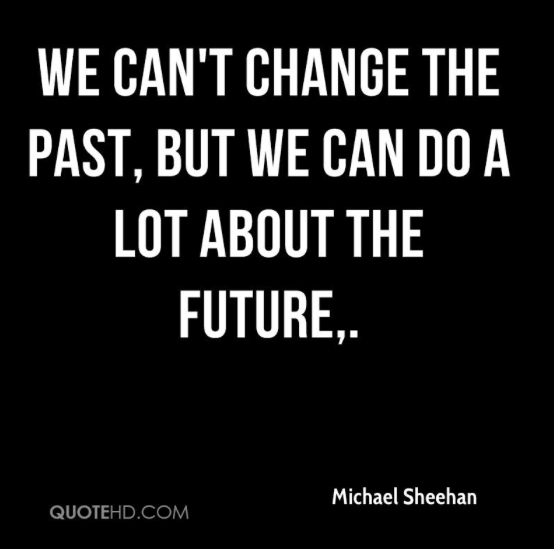 WE CAN'T CHANGE THE
PAST, BUT WE CAN DO A
LOT ABOUT THE
FUTURE,.
Michael Sheehan
QUOTEHD.COM